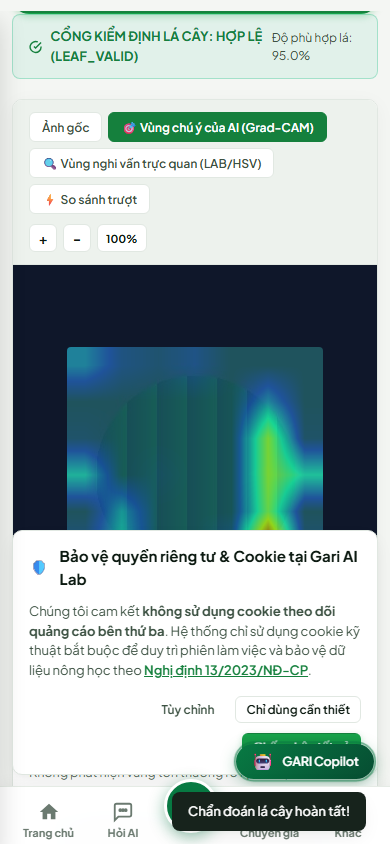 CỔNG KIỂM ĐỊNH LÁ CÂY: HỢP LỆ
(LEAF_VALID)
Độ phù hợp lá:
95.0%
Ảnh gốc
🎯 Vùng chú ý của AI (Grad-CAM)
🔍 Vùng nghi vấn trực quan (LAB/HSV)
⚡ So sánh trượt
+ − 100%
Bảo vệ quyền riêng tư & Cookie tại Gari AI
Lab
Chúng tôi cam kết không sử dụng cookie theo dõi
quảng cáo bên thứ ba. Hệ thống chỉ sử dụng cookie kỹ
thuật bắt buộc để duy trì phiên làm việc và bảo vệ dữ
liệu nông học theo Nghị định 13/2023/NĐ-CP.
Tùy chỉnh
Chỉ dùng cần thiết
GARI Copilot
Chẩn đoán lá cây hoàn tất!
Trang chủ
Hỏi AI
Chuyên gia
Khác